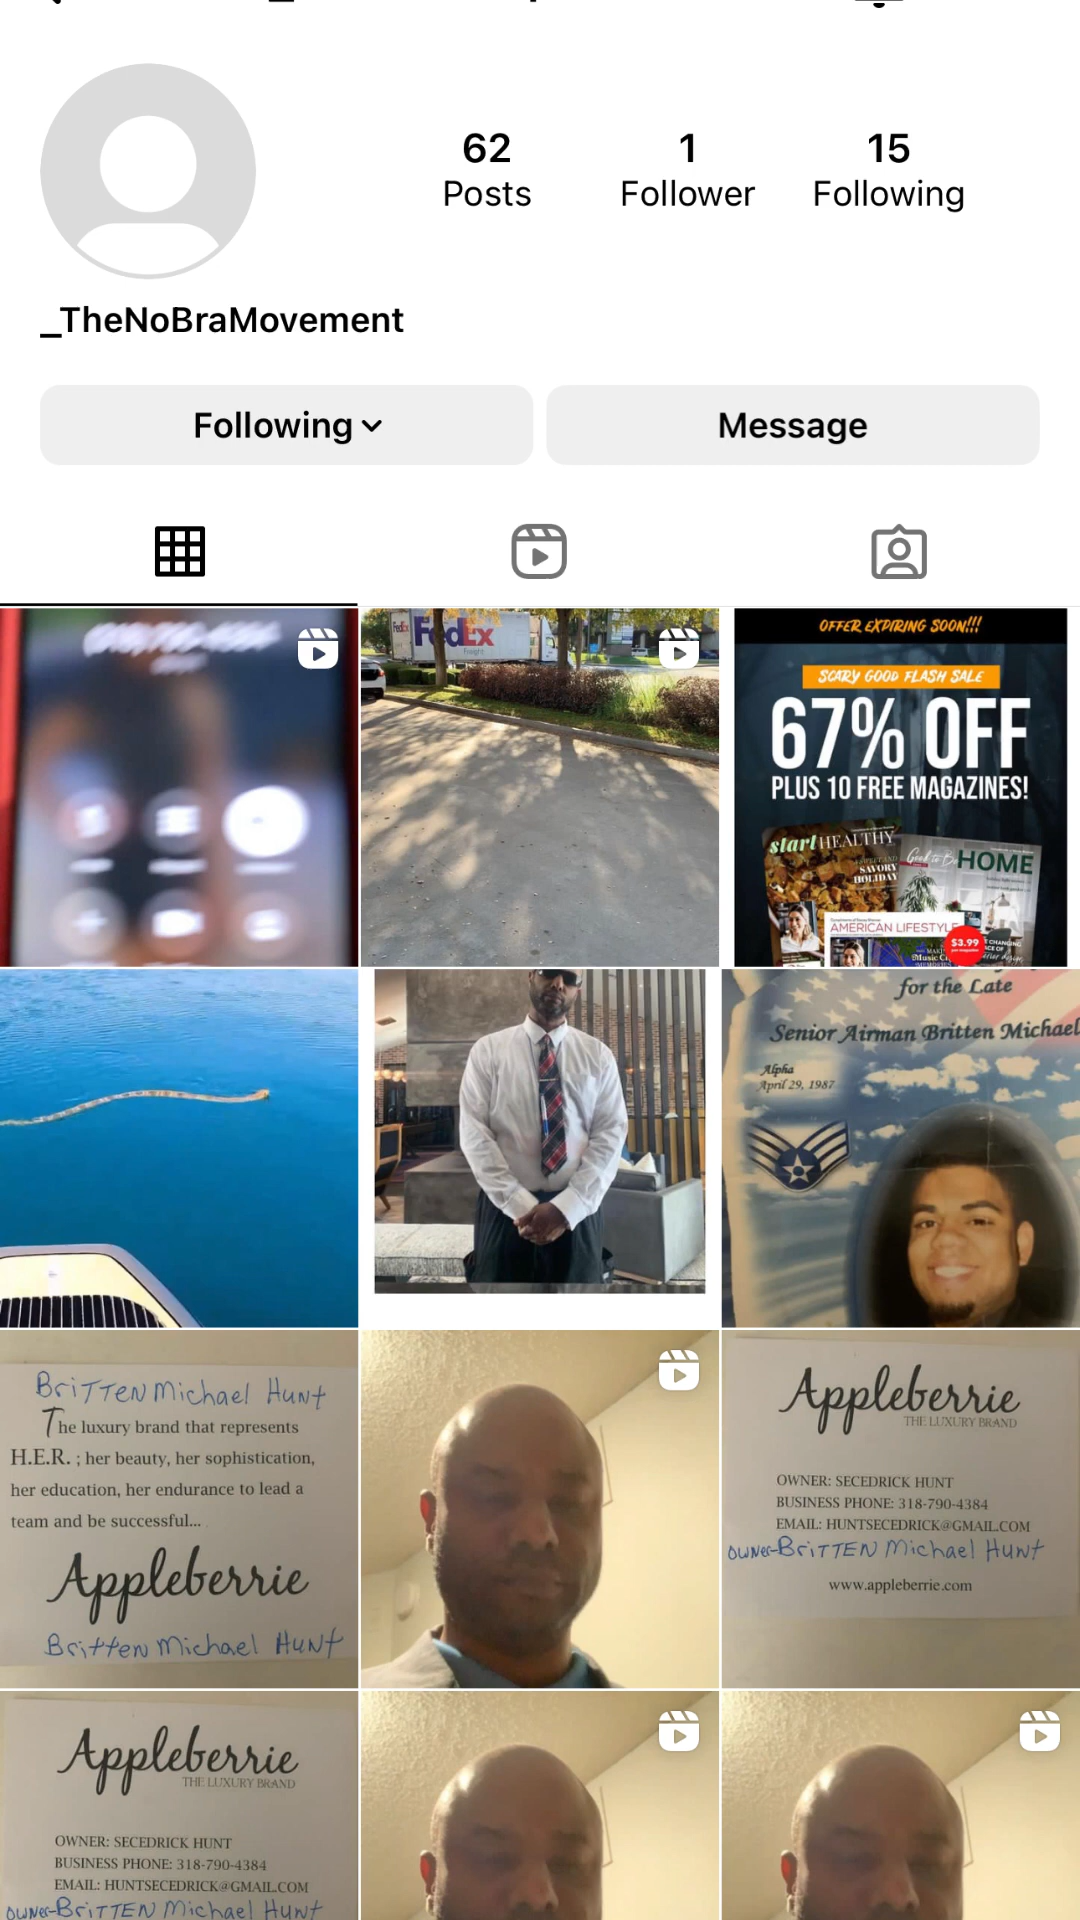 62
Posts
1
Follower
15
Following
_TheNoBraMovement
Following
Message
FedEx
FedEx
Freight
OFFER EXPIRING SOON!!!
SCARY GOOD FLASH SALE
67% OFF
PLUS 10 FREE MAGAZINES!
start HEALTHY
SAVORY
HOLIDAY
HOME
AMERICAN LIFESTYLE
$3.99
for the Late
Senior Airman Britten Michael
Alpha
April 29, 1987
BriTTEN Michael Hunt
The luxury brand that represents
H.E.R. ; her beauty, her sophistication,
her education, her endurance to lead a
team and be successful...
Appleberrie
Britten Michael Hunt
Appleberrie
THE LUXURY BRAND
OWNER: SECEDRICK HUNT
BUSINESS PHONE: 318-790-4384
EMAIL: HUNTSECEDRICK@GMAIL.COM
owner-BriTTEN Michael Hunt
www.appleberrie.com
Appleberrie
THE LUXURY BRAND
OWNER: SECEDRICK HUNT
BUSINESS PHONE: 318-790-4384
EMAIL: HUNTSECEDRICK@GMAIL.COM
owner-BriTTEN Michael Hunt